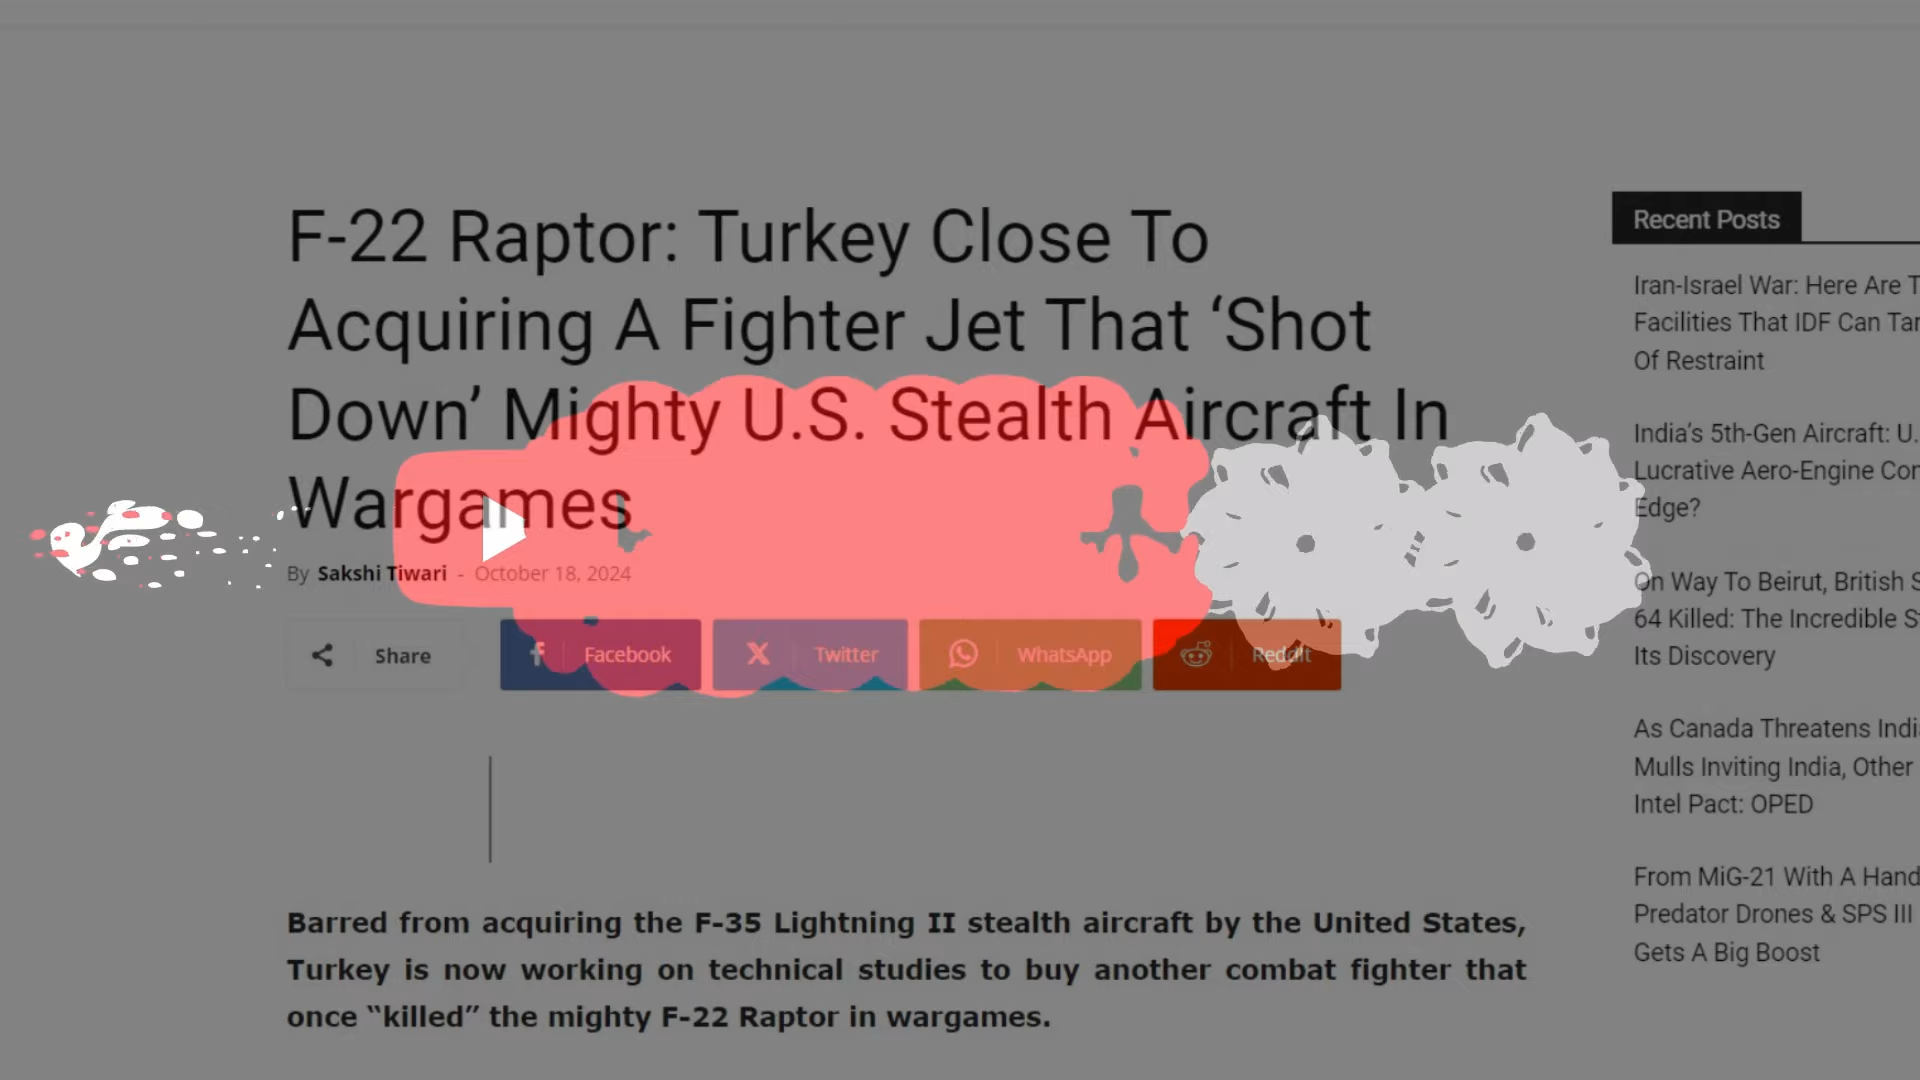 F-22 Raptor: Turkey Close To
Acquiring A Fighter Jet That ‘Shot
Down’ Mighty U.S. Stealth Aircraft In
Wargames
By Sakshi Tiwari - October 18, 2024
Share
Facebook
Twitter
WhatsApp
ReddIt
Barred from acquiring the F-35 Lightning II stealth aircraft by the United States,
Turkey is now working on technical studies to buy another combat fighter that
once “killed” the mighty F-22 Raptor in wargames.
Recent Posts
Iran-Israel War: Here Are T
Facilities That IDF Can Tar
Of Restraint
India’s 5th-Gen Aircraft: U.
Lucrative Aero-Engine Con
Edge?
On Way To Beirut, British S
64 Killed: The Incredible S
Its Discovery
As Canada Threatens Indi
Mulls Inviting India, Other
Intel Pact: OPED
From MiG-21 With A Hand
Predator Drones & SPS III
Gets A Big Boost